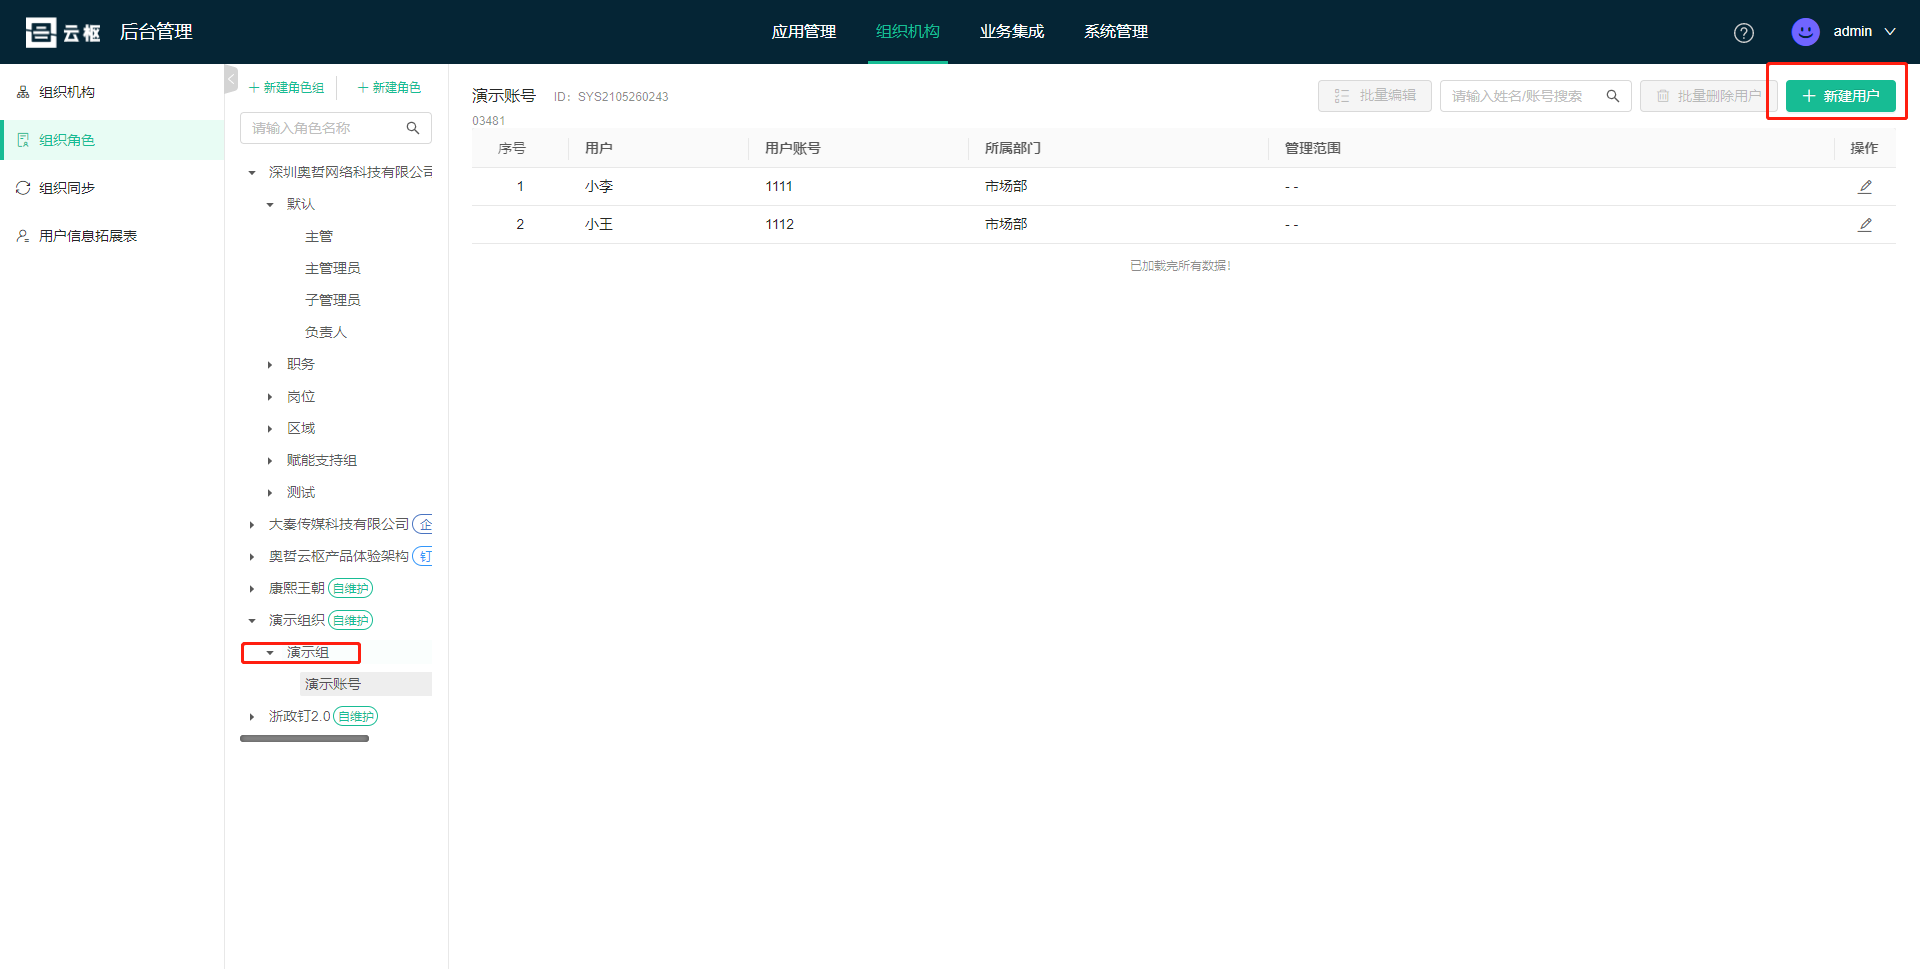 云枢 后台管理
应用管理 组织机构 业务集成 系统管理
admin
组织机构
组织角色
组织同步
用户信息拓展表
新建角色组 新建角色
请输入角色名称
深圳奥哲网络科技有限公司
默认
主管
主管理员
子管理员
负责人
职务
岗位
区域
赋能支持组
测试
大秦传媒科技有限公司 企
奥哲云枢产品体验架构 钉
康熙王朝 自维护
演示组织 自维护
演示组
演示账号
浙政钉2.0 自维护
演示账号 ID：SYS2105260243
03481
批量编辑 请输入姓名/账号搜索 批量删除用户 新建用户
序号 用户 用户账号 所属部门 管理范围 操作
1 小李 1111 市场部 - -
2 小王 1112 市场部 - -
已加载完所有数据!